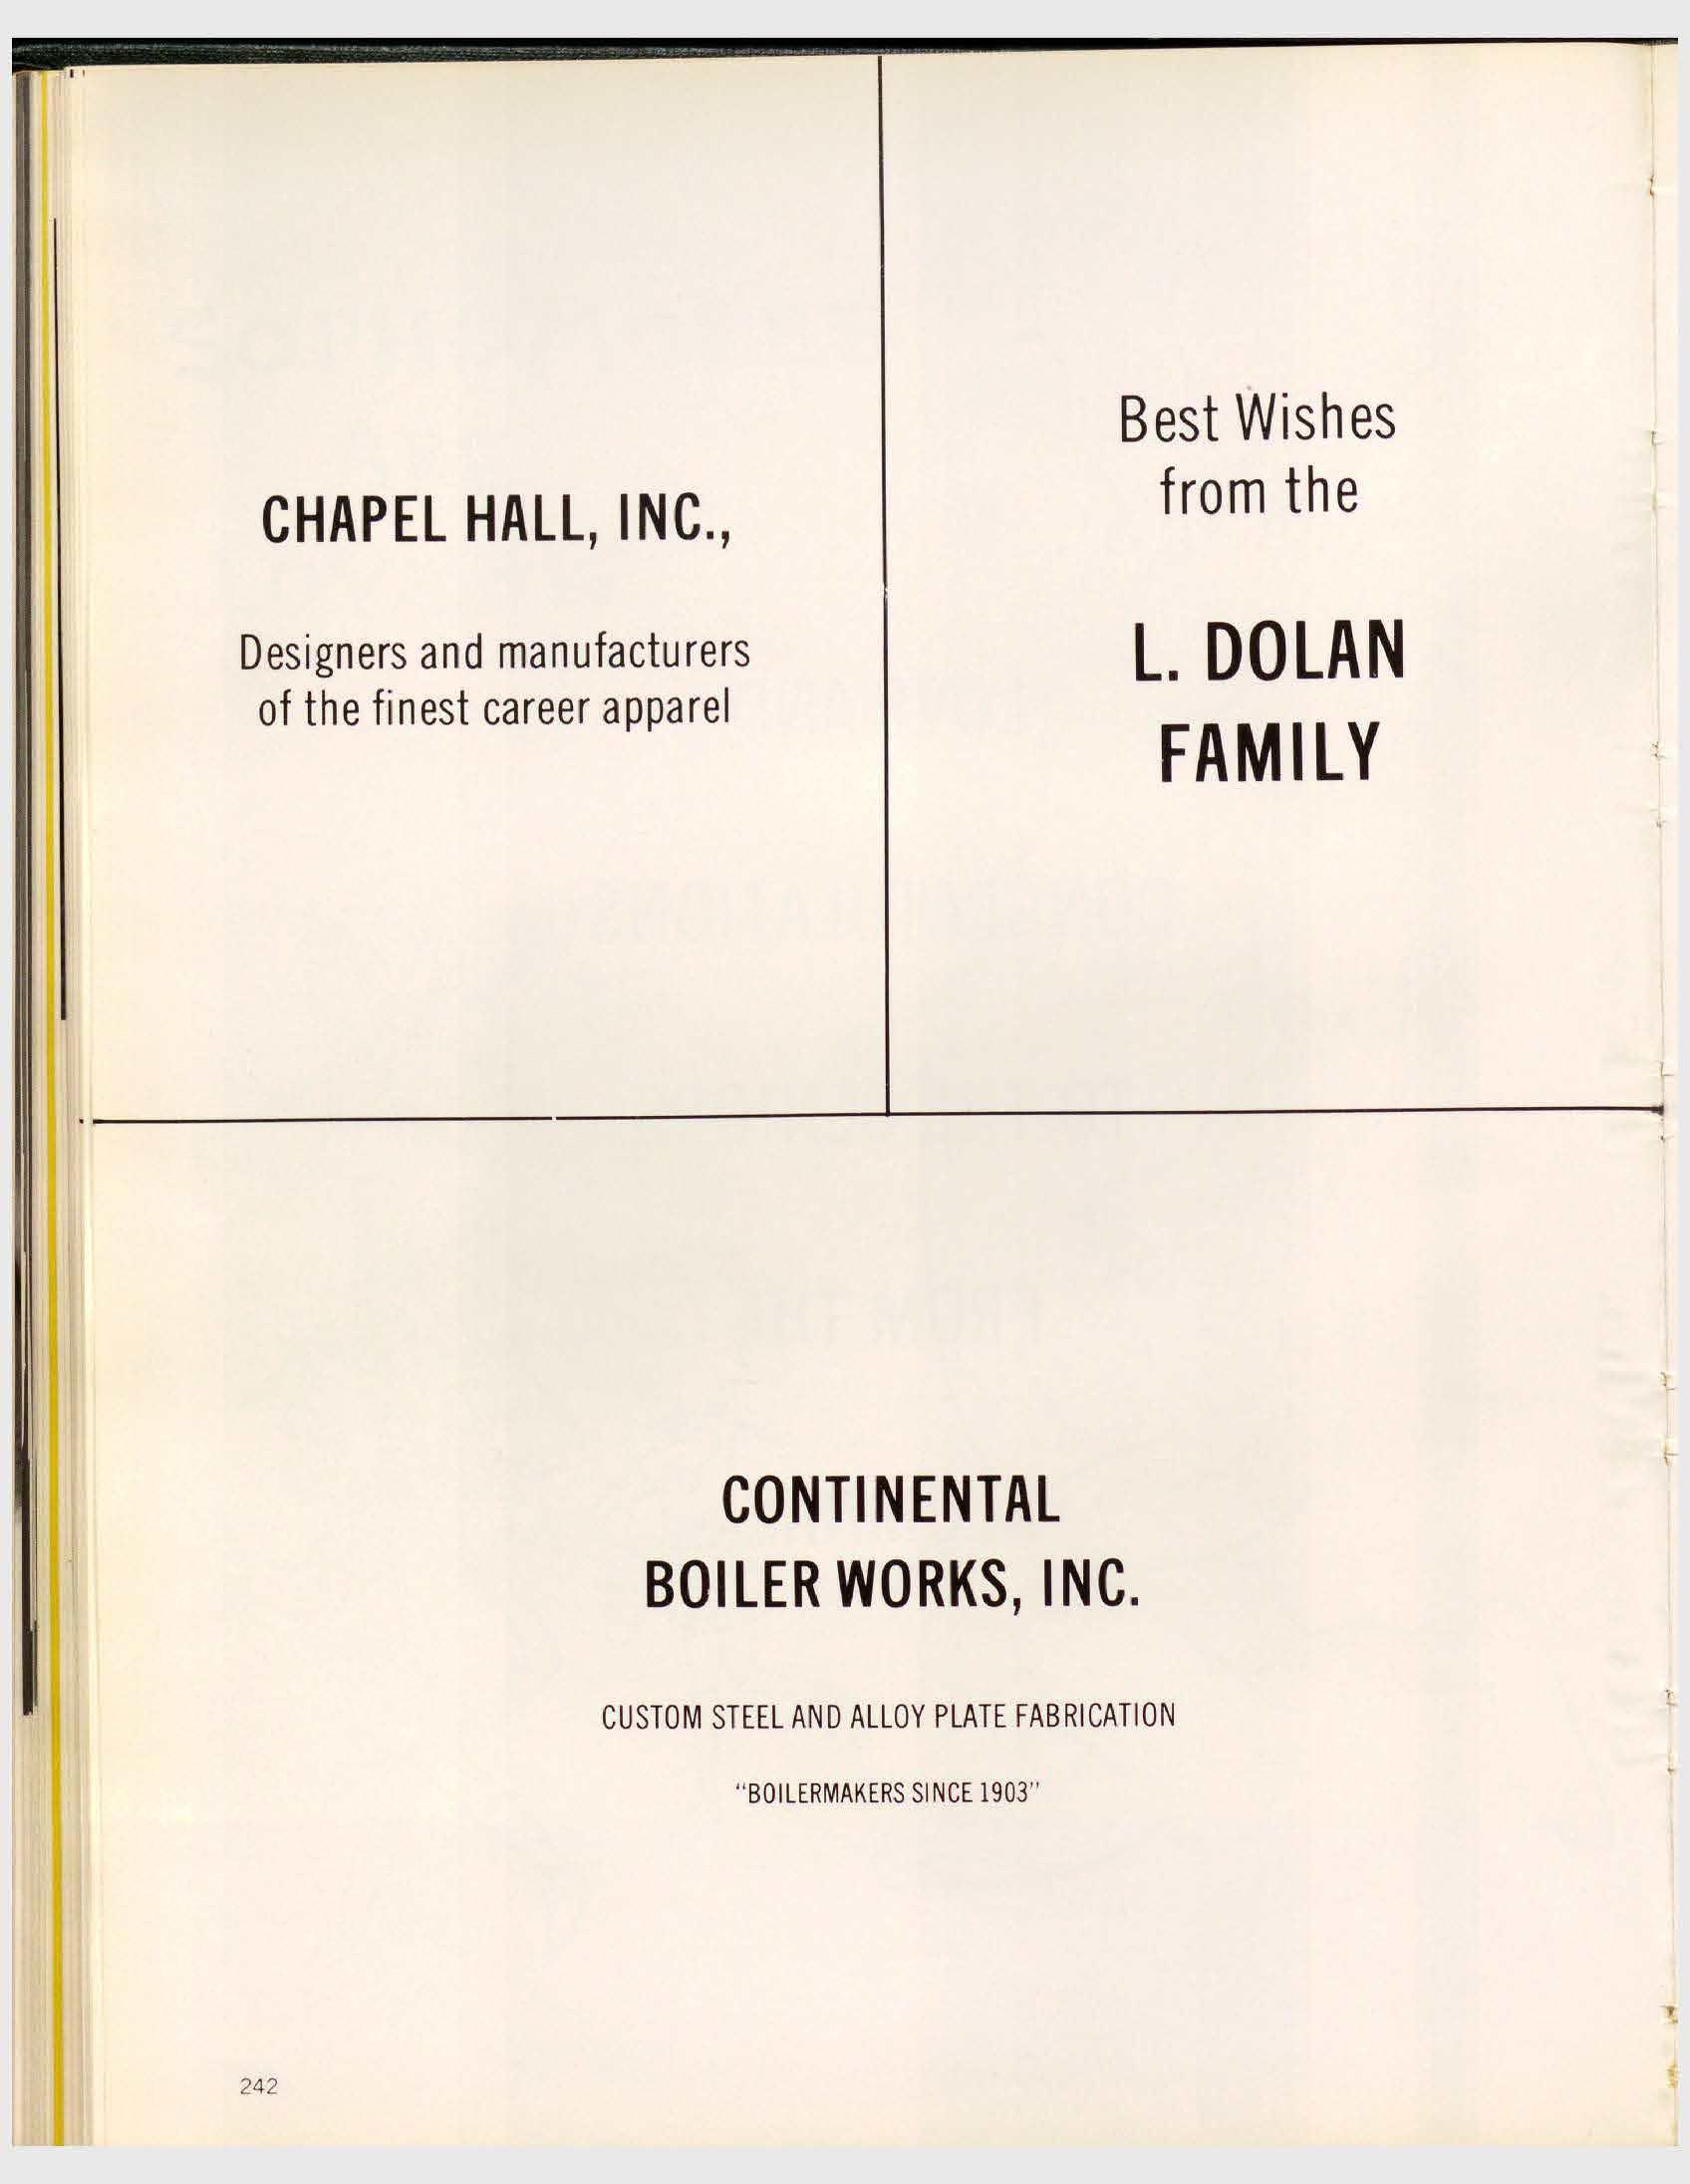 CHAPEL HALL, INC.,
Designers and manufacturers
of the finest career apparel
Best Wishes
from the
L. DOLAN
FAMILY
CONTINENTAL
BOILER WORKS, INC.
CUSTOM STEEL AND ALLOY PLATE FABRICATION
“BOILERMAKERS SINCE 1903”
242